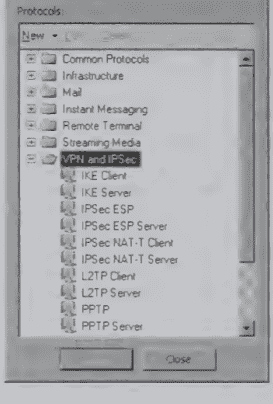 Protocols:
New
Common Protocols
Infrastructure
Mail
Instant Messaging
Remote Terminal
Streaming Media
VPN and IPSec
IKE Client
IKE Server
IPSec ESP
IPSec ESP Server
IPSec NAT-T Client
IPSec NAT-T Server
L2TP Client
L2TP Server
PPTP
PPTP Server
Close